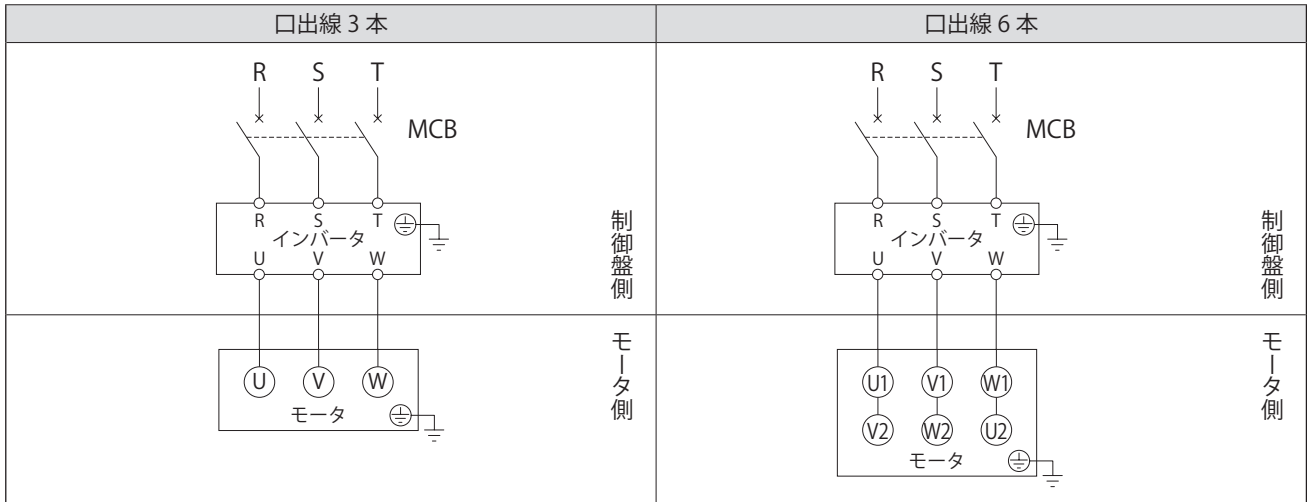 口出線 3 本
R S T
MCB
R S T
インバータ
U V W
制御盤側
U V W
モータ
モータ側
口出線 6 本
R S T
MCB
R S T
インバータ
U V W
制御盤側
U1 V1 W1
V2 W2 U2
モータ
モータ側